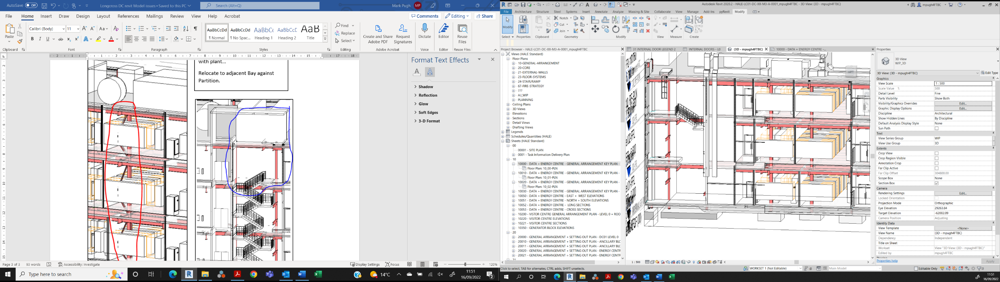 AutoSave Off Longcross DC revit Model issues • Saved to this PC Search (Alt+Q) Mark Pugh MP
File Home Insert Draw Design Layout References Mailings Review View Help Acrobat Comments Editing Share
Paste
Calibri (Body) 11
Clipboard Font Paragraph Styles Editing Adobe Acrobat Voice Editor Reuse Files
AaBbCcDd AaBbCcDd AaBbCc AaBbCcD AaB
¶ Normal ¶ No Spac... Heading 1 Heading 2 Title
Find
Replace
Select
Create and Share Adobe PDF
Request Signatures
Dictate
Editor
Reuse Files
with plant...
Relocate to adjacent Bay against
Partition.
Format Text Effects
Shadow
Reflection
Glow
Soft Edges
3-D Format
Page 3 of 3 93 words Accessibility: Investigate Display Settings Focus 120%
Type here to search 14°C 11:51
16/09/2022
Autodesk Revit 2020.2 - HALE-LC01-DC-XX-M3-A-0001_mpugh4FTBC - 3D View: {3D - mpugh4FTBC} mpugh4FTBC
File Architecture Structure Steel Systems Insert Annotate Analyze Massing & Site Collaborate View Manage Add-Ins pyRevit Modify
Modify
Paste
Notch
Cut
Join
Select Properties Clipboard Geometry Modify View Measure Create
Project Browser - HALE-LC01-DC-XX-M3-A-0001_mpugh4FTBC
Views (HALE Standard)
Floor Plans
10-GENERAL-ARRANGEMENT
20-CORE
21-EXTERNAL-WALLS
23-FLOOR-SYSTEMS
24-STAIR/RAMP
67-FIRE-STRATEGY
???
A.I_WIP
PLANNING
Ceiling Plans
3D Views
Elevations
Sections
Detail Views
Drafting Views
Legends
Schedules/Quantities (HALE)
Sheets (HALE Standard)
00
00001 - SITE PLAN
0001 - Task Information Delivery Plan
10
10000 - DATA + ENERGY CENTRE - GENERAL ARRANGEMENT KEY PLAN -
Floor Plan: 10_00-PLN
10010 - DATA + ENERGY CENTRE - GENERAL ARRANGEMENT KEY PLAN -
Floor Plan: 10_01-PLN
10020 - DATA + ENERGY CENTRE - GENERAL ARRANGEMENT KEY PLAN -
Floor Plan: 10_02-PLN
10030 - DATA + ENERGY CENTRE - GENERAL ARRANGEMENT KEY PLAN -
10050 - DATA + ENERGY CENTRE - EAST + WEST ELEVATIONS
10051 - DATA + ENERGY CENTRE - NORTH + SOUTH ELEVATIONS
10052 - DATA + ENERGY CENTRE - LONG SECTIONS
10053 - DATA + ENERGY CENTRE - CROSS SECTIONS
10200 - VISTOR CENTRE GENERAL ARRANGEMENT PLAN - LEVEL 0 + ROO
10220 - VISITOR CENTRE ELEVATIONS
10221 - VISITOR CENTRE SECTIONS
10350 - GENERATOR BLOCK ELEVATIONS
20
20000 - GENERAL ARRANGEMENT + SETTING OUT PLAN - DC01 LEVEL 0
20010 - GENERAL ARRANGEMENT + SETTING OUT PLAN - ANCILLARY BLC
20011 - GENERAL ARRANGEMENT + SETTING OUT PLAN - ANCILLARY BLC
20020 - GENERAL ARRANGEMENT + SETTING OUT PLAN - ENERGY CENTR
20021 - GENERAL ARRANGEMENT = SETTING OUT PLAN - ENERGY CENTR
31 INTERNAL DOOR LEGEND 2 INTERNAL DOORS - L0 {3D - mpugh4FTBC} 10000 - DATA + ENERGY CENTRE -...
LEFT
1 : 500
Properties
3D View
WIP_3D
3D View: {3D - mpugh4FTBC} Edit Type
Graphics
View Scale 1 : 500
Scale Value 1: 500
Detail Level Fine
Parts Visibility Show Both
Visibility/Graphics Overrides Edit...
Graphic Display Options Edit...
Discipline Architectural
Show Hidden Lines By Discipline
Default Analysis Display Style None
Sun Path
Text
View Series Group WIP
View Use Group 3D
Extents
Crop View
Crop Region Visible
Annotation Crop
Far Clip Active
Far Clip Offset 304800.00
Scope Box None
Section Box
Camera
Rendering Settings Edit...
Locked Orientation
Projection Mode Orthographic
Eye Elevation 29263.84
Target Elevation -62002.09
Camera Position Adjusting
Identity Data
View Template <None>
View Name {3D - mpugh4FTBC}
Dependency Independent
Title on Sheet
Workset View "3D View: {3D - mpugh4FTBC}"
Edited by mpugh4FTBC
Properties help Apply
Click to select, TAB for alternates, CTRL adds, SHIFT unselects. WORKSET 1 (Not Editable) :0 Main Model Editable Only :0
11:51
16/09/2022